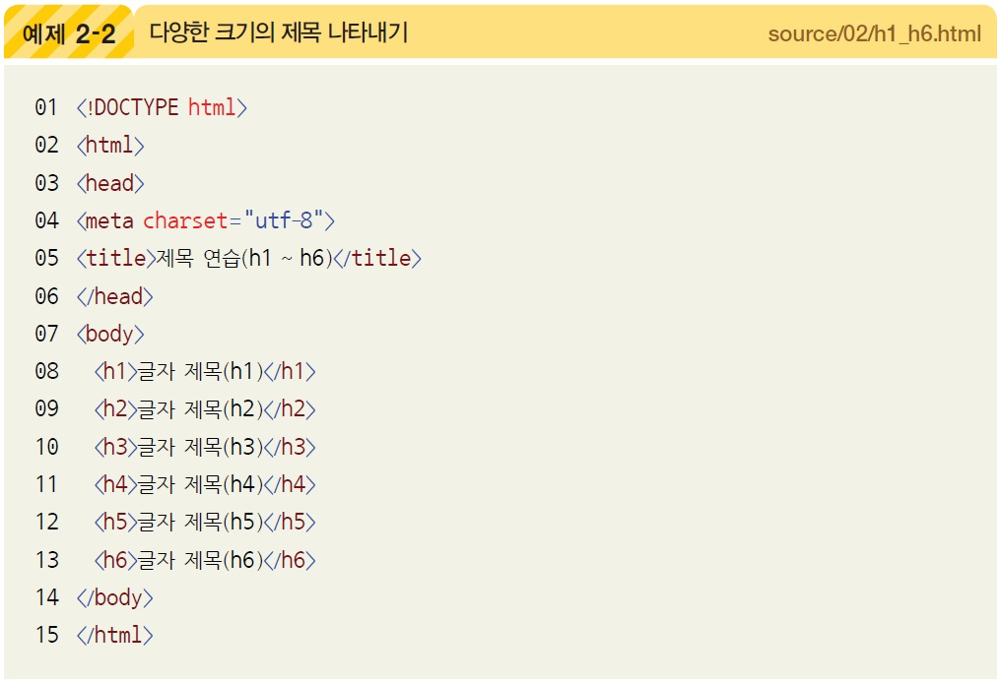 예제 2-2 다양한 크기의 제목 나타내기 source/02/h1_h6.html
01 <!DOCTYPE html>
02 <html>
03 <head>
04 <meta charset="utf-8">
05 <title>제목 연습(h1 ~ h6)</title>
06 </head>
07 <body>
08 <h1>글자 제목(h1)</h1>
09 <h2>글자 제목(h2)</h2>
10 <h3>글자 제목(h3)</h3>
11 <h4>글자 제목(h4)</h4>
12 <h5>글자 제목(h5)</h5>
13 <h6>글자 제목(h6)</h6>
14 </body>
15 </html>